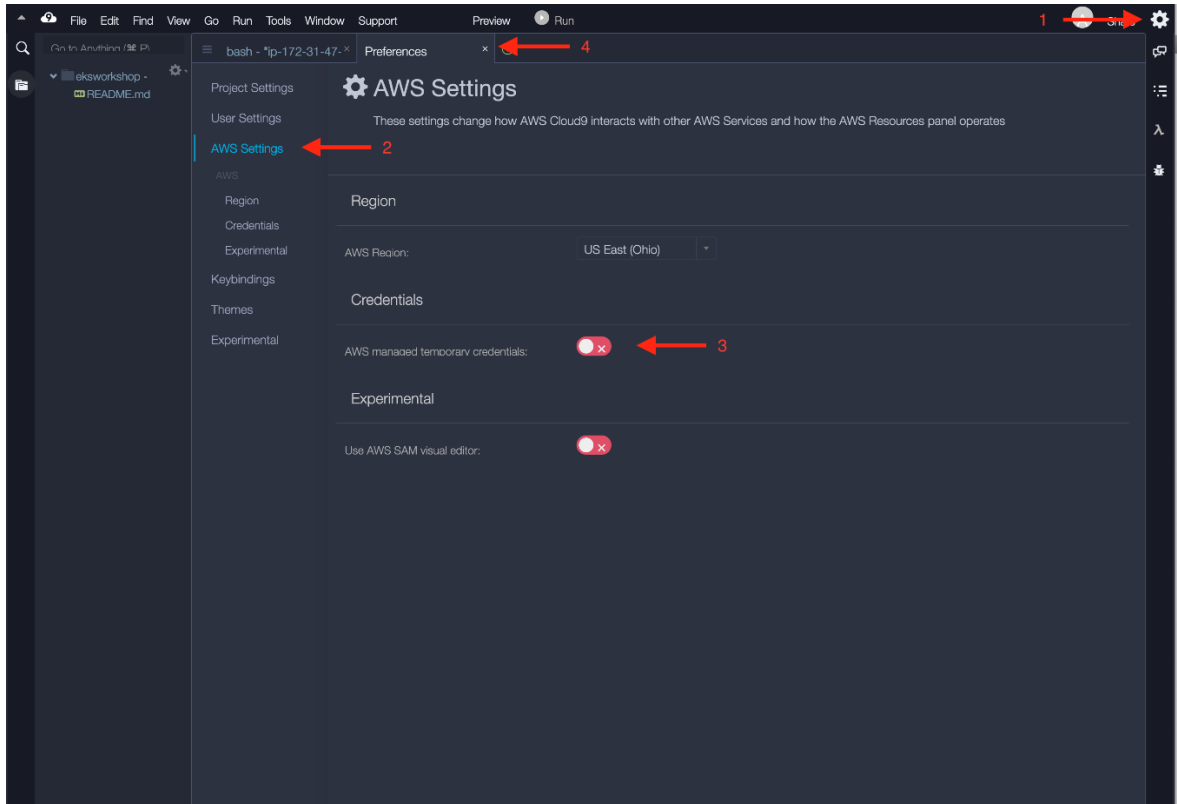 File Edit Find View Go Run Tools Window Support Preview Run 1
Go to Anything (⌘ P)
bash - "ip-172-31-47- × Preferences × 4
eksworkshop -
README.md
Project Settings
User Settings
AWS Settings 2
AWS
Region
Credentials
Experimental
Keybindings
Themes
Experimental
AWS Settings
These settings change how AWS Cloud9 interacts with other AWS Services and how the AWS Resources panel operates
Region
AWS Region: US East (Ohio)
Credentials
AWS managed temporary credentials: 3
Experimental
Use AWS SAM visual editor: